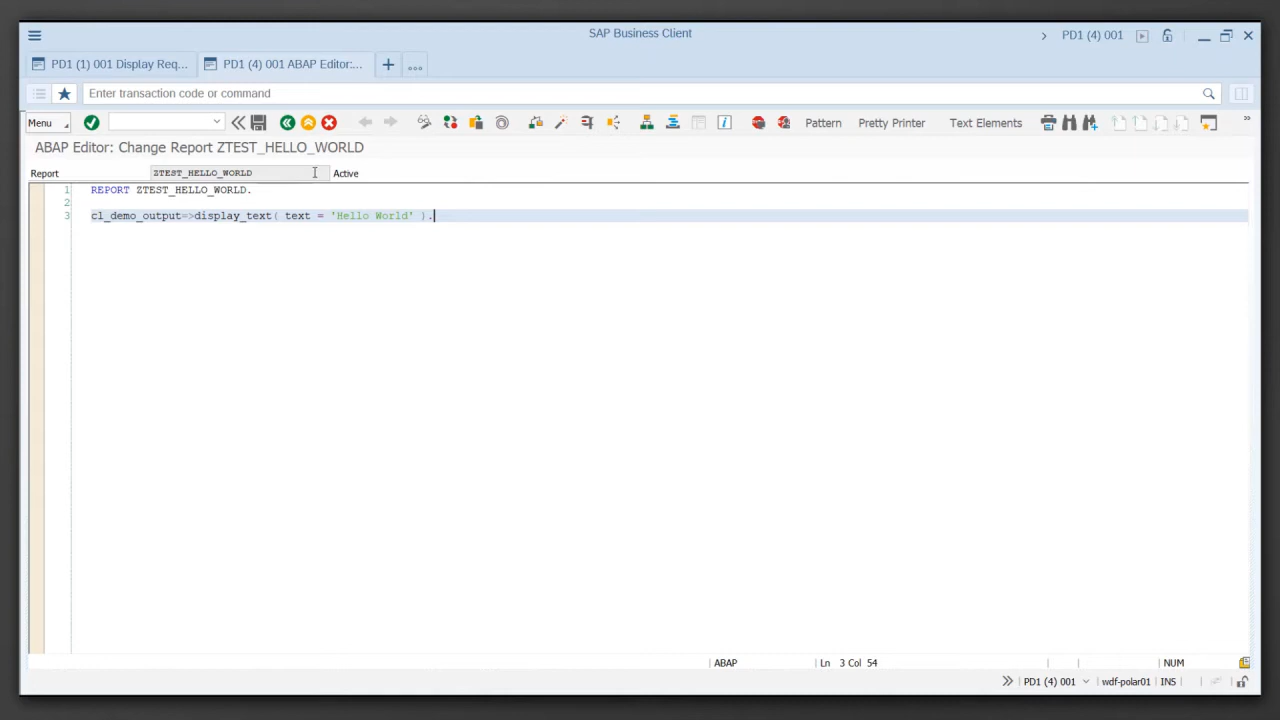 SAP Business Client
PD1 (4) 001
PD1 (1) 001 Display Req...
PD1 (4) 001 ABAP Editor:...
Enter transaction code or command
Menu
Pattern
Pretty Printer
Text Elements
ABAP Editor: Change Report ZTEST_HELLO_WORLD
Report ZTEST_HELLO_WORLD Active
1 REPORT ZTEST_HELLO_WORLD.
2
3 cl_demo_output=>display_text( text = 'Hello World' ).
ABAP Ln 3 Col 54 NUM
PD1 (4) 001 wdf-polar01 INS